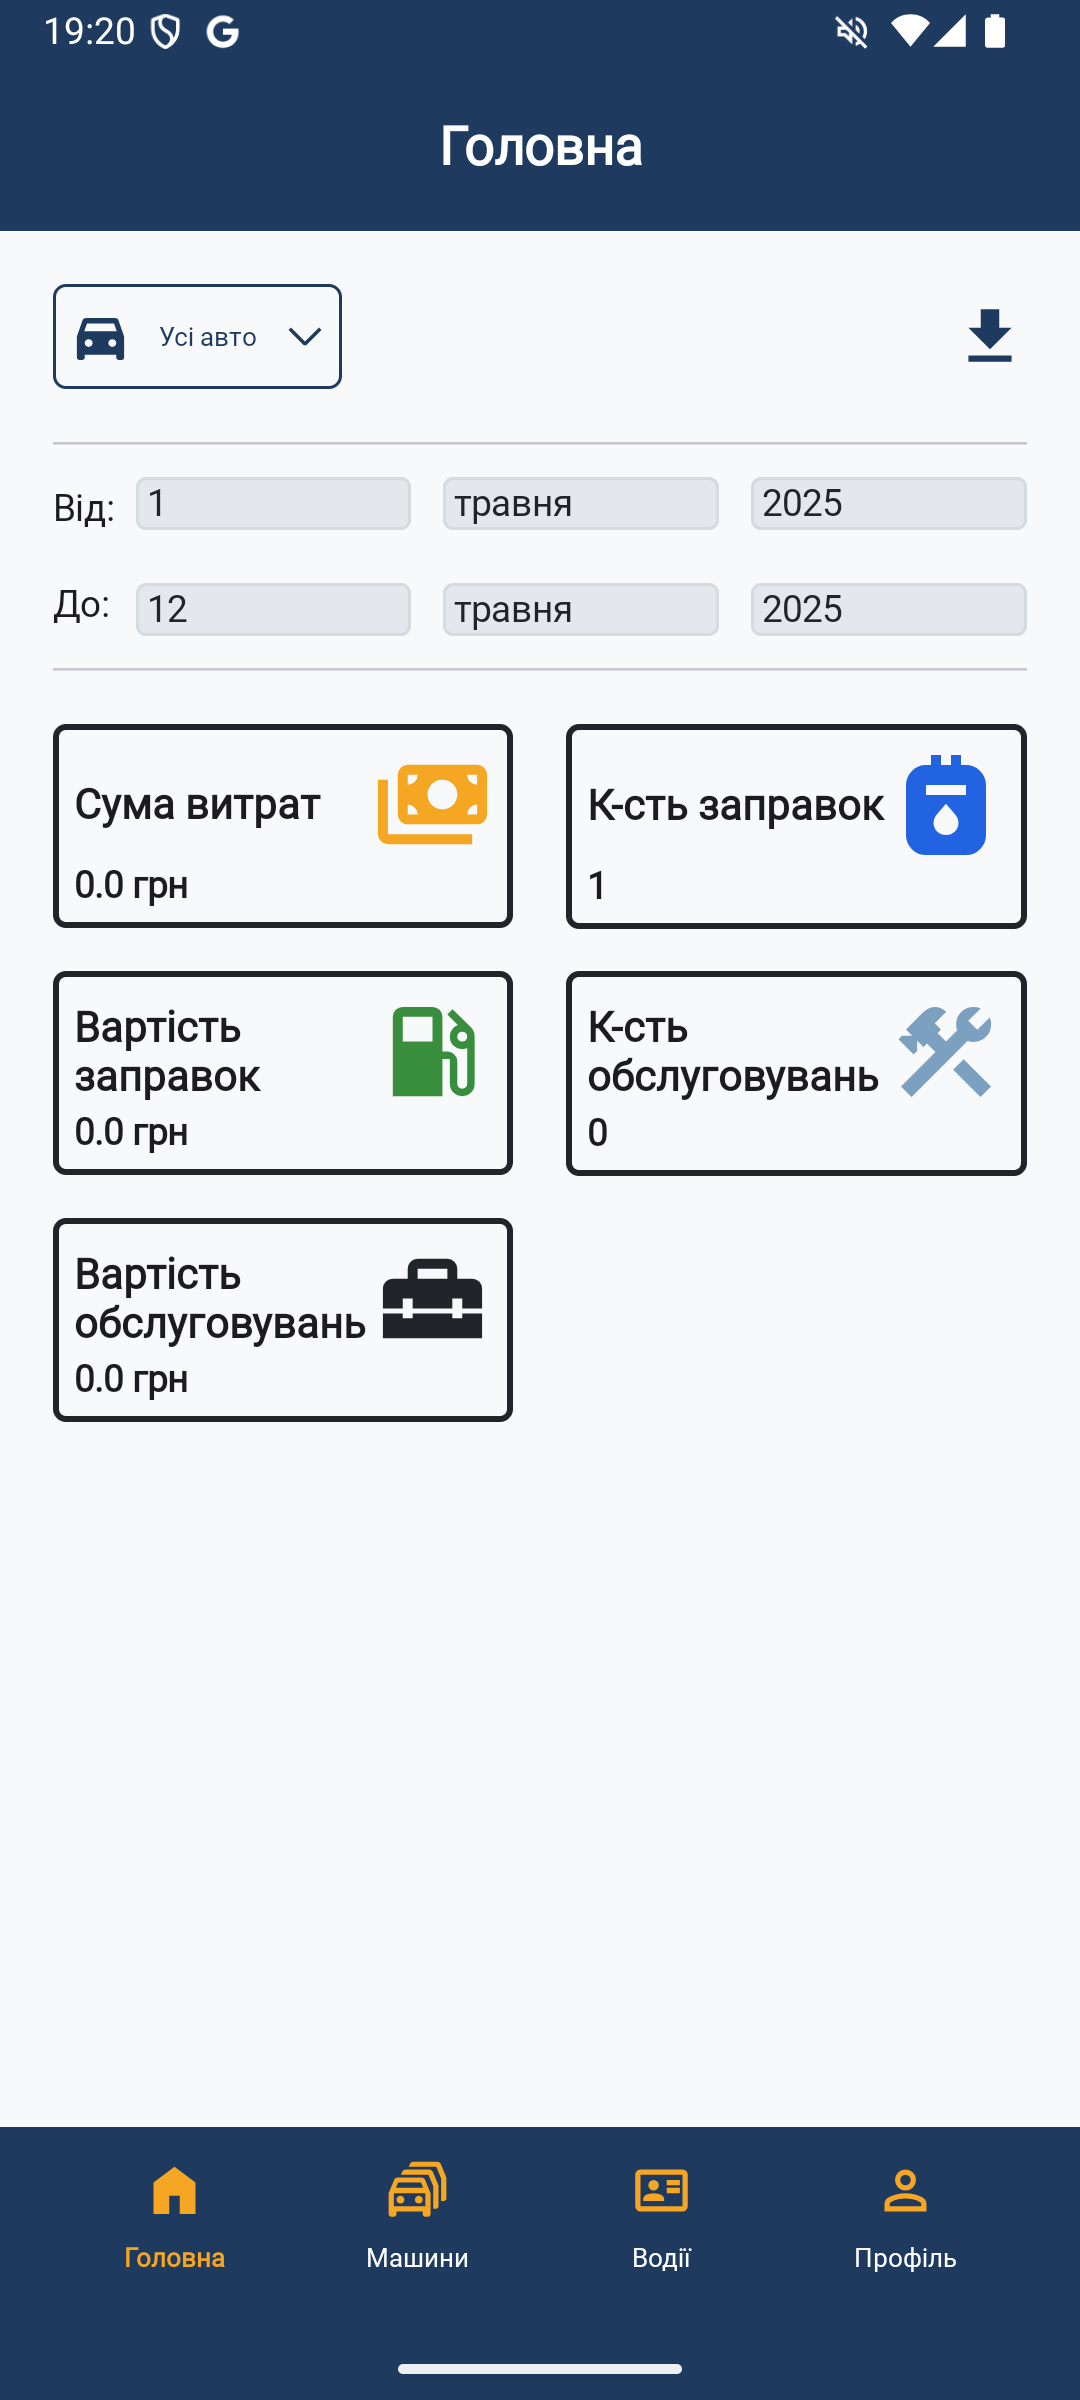 19:20
Головна
Усі авто
Від: 1 травня 2025
До: 12 травня 2025
Сума витрат
0.0 грн
К-сть заправок
1
Вартість
заправок
0.0 грн
К-сть
обслуговувань
0
Вартість
обслуговувань
0.0 грн
Головна Машини Водії Профіль